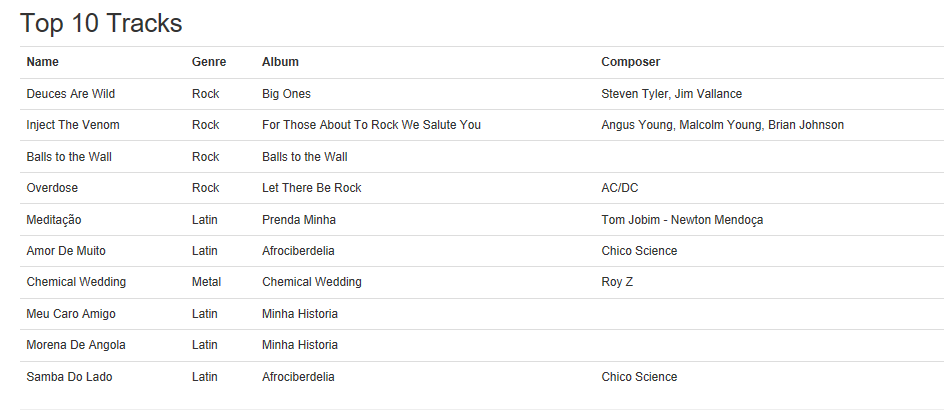 Top 10 Tracks
Name Genre Album Composer
Deuces Are Wild Rock Big Ones Steven Tyler, Jim Vallance
Inject The Venom Rock For Those About To Rock We Salute You Angus Young, Malcolm Young, Brian Johnson
Balls to the Wall Rock Balls to the Wall
Overdose Rock Let There Be Rock AC/DC
Meditação Latin Prenda Minha Tom Jobim - Newton Mendoça
Amor De Muito Latin Afrociberdelia Chico Science
Chemical Wedding Metal Chemical Wedding Roy Z
Meu Caro Amigo Latin Minha Historia
Morena De Angola Latin Minha Historia
Samba Do Lado Latin Afrociberdelia Chico Science